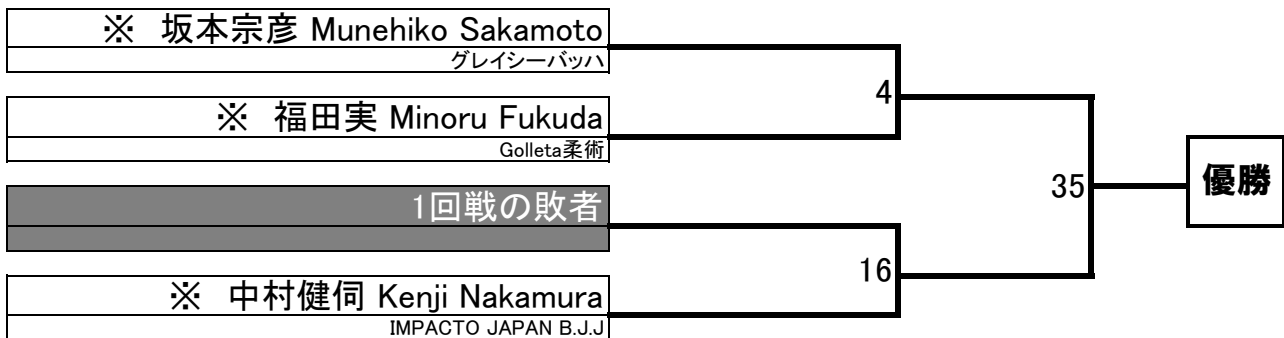 ※ 坂本宗彦 Munehiko Sakamoto
グレイシーバッハ
4
※ 福田実 Minoru Fukuda
Golleta柔術
35
優勝
1回戦の敗者
16
※ 中村健伺 Kenji Nakamura
IMPACTO JAPAN B.J.J